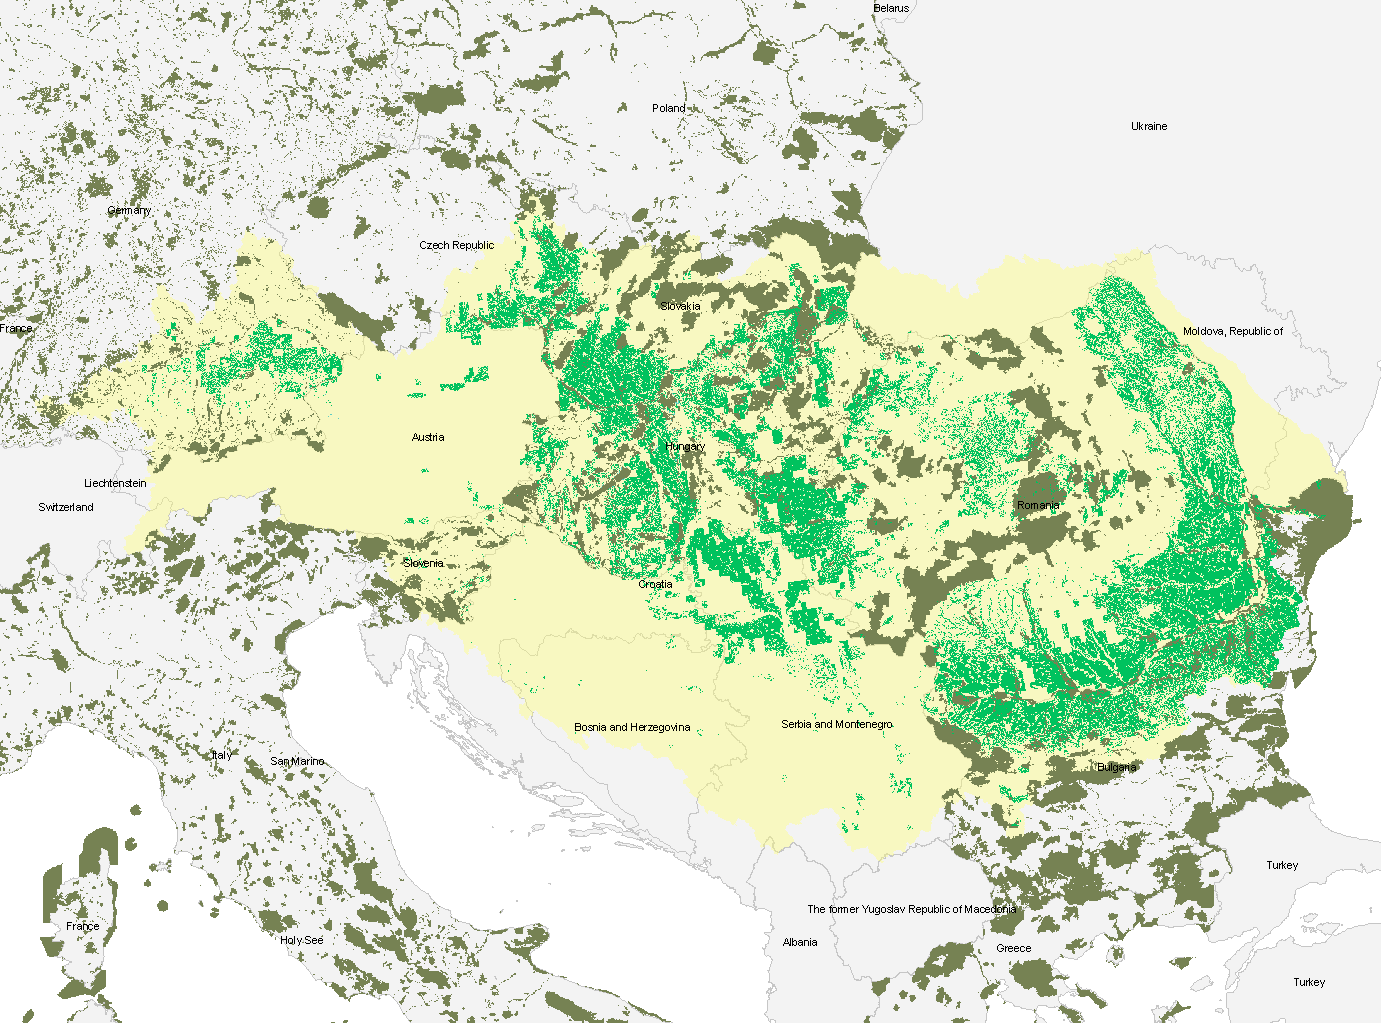 Belarus
Poland
Ukraine
Germany
Czech Republic
Slovakia
France
Moldova, Republic of
Austria
Hungary
Liechtenstein
Switzerland
Romania
Slovenia
Croatia
Bosnia and Herzegovina
Serbia and Montenegro
Italy
San Marino
Bulgaria
Turkey
The former Yugoslav Republic of Macedonia
France
Holy See
Albania
Greece
Turkey